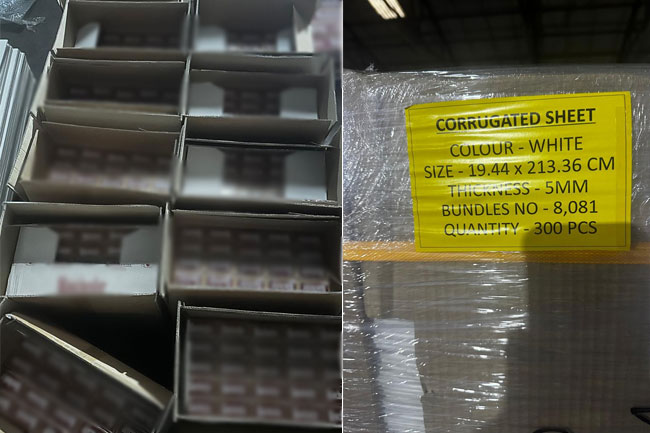 CORRUGATED SHEET
COLOUR - WHITE
SIZE - 19.44 x 213.36 CM
THICKNESS - 5MM
BUNDLES NO - 8,081
QUANTITY - 300 PCS